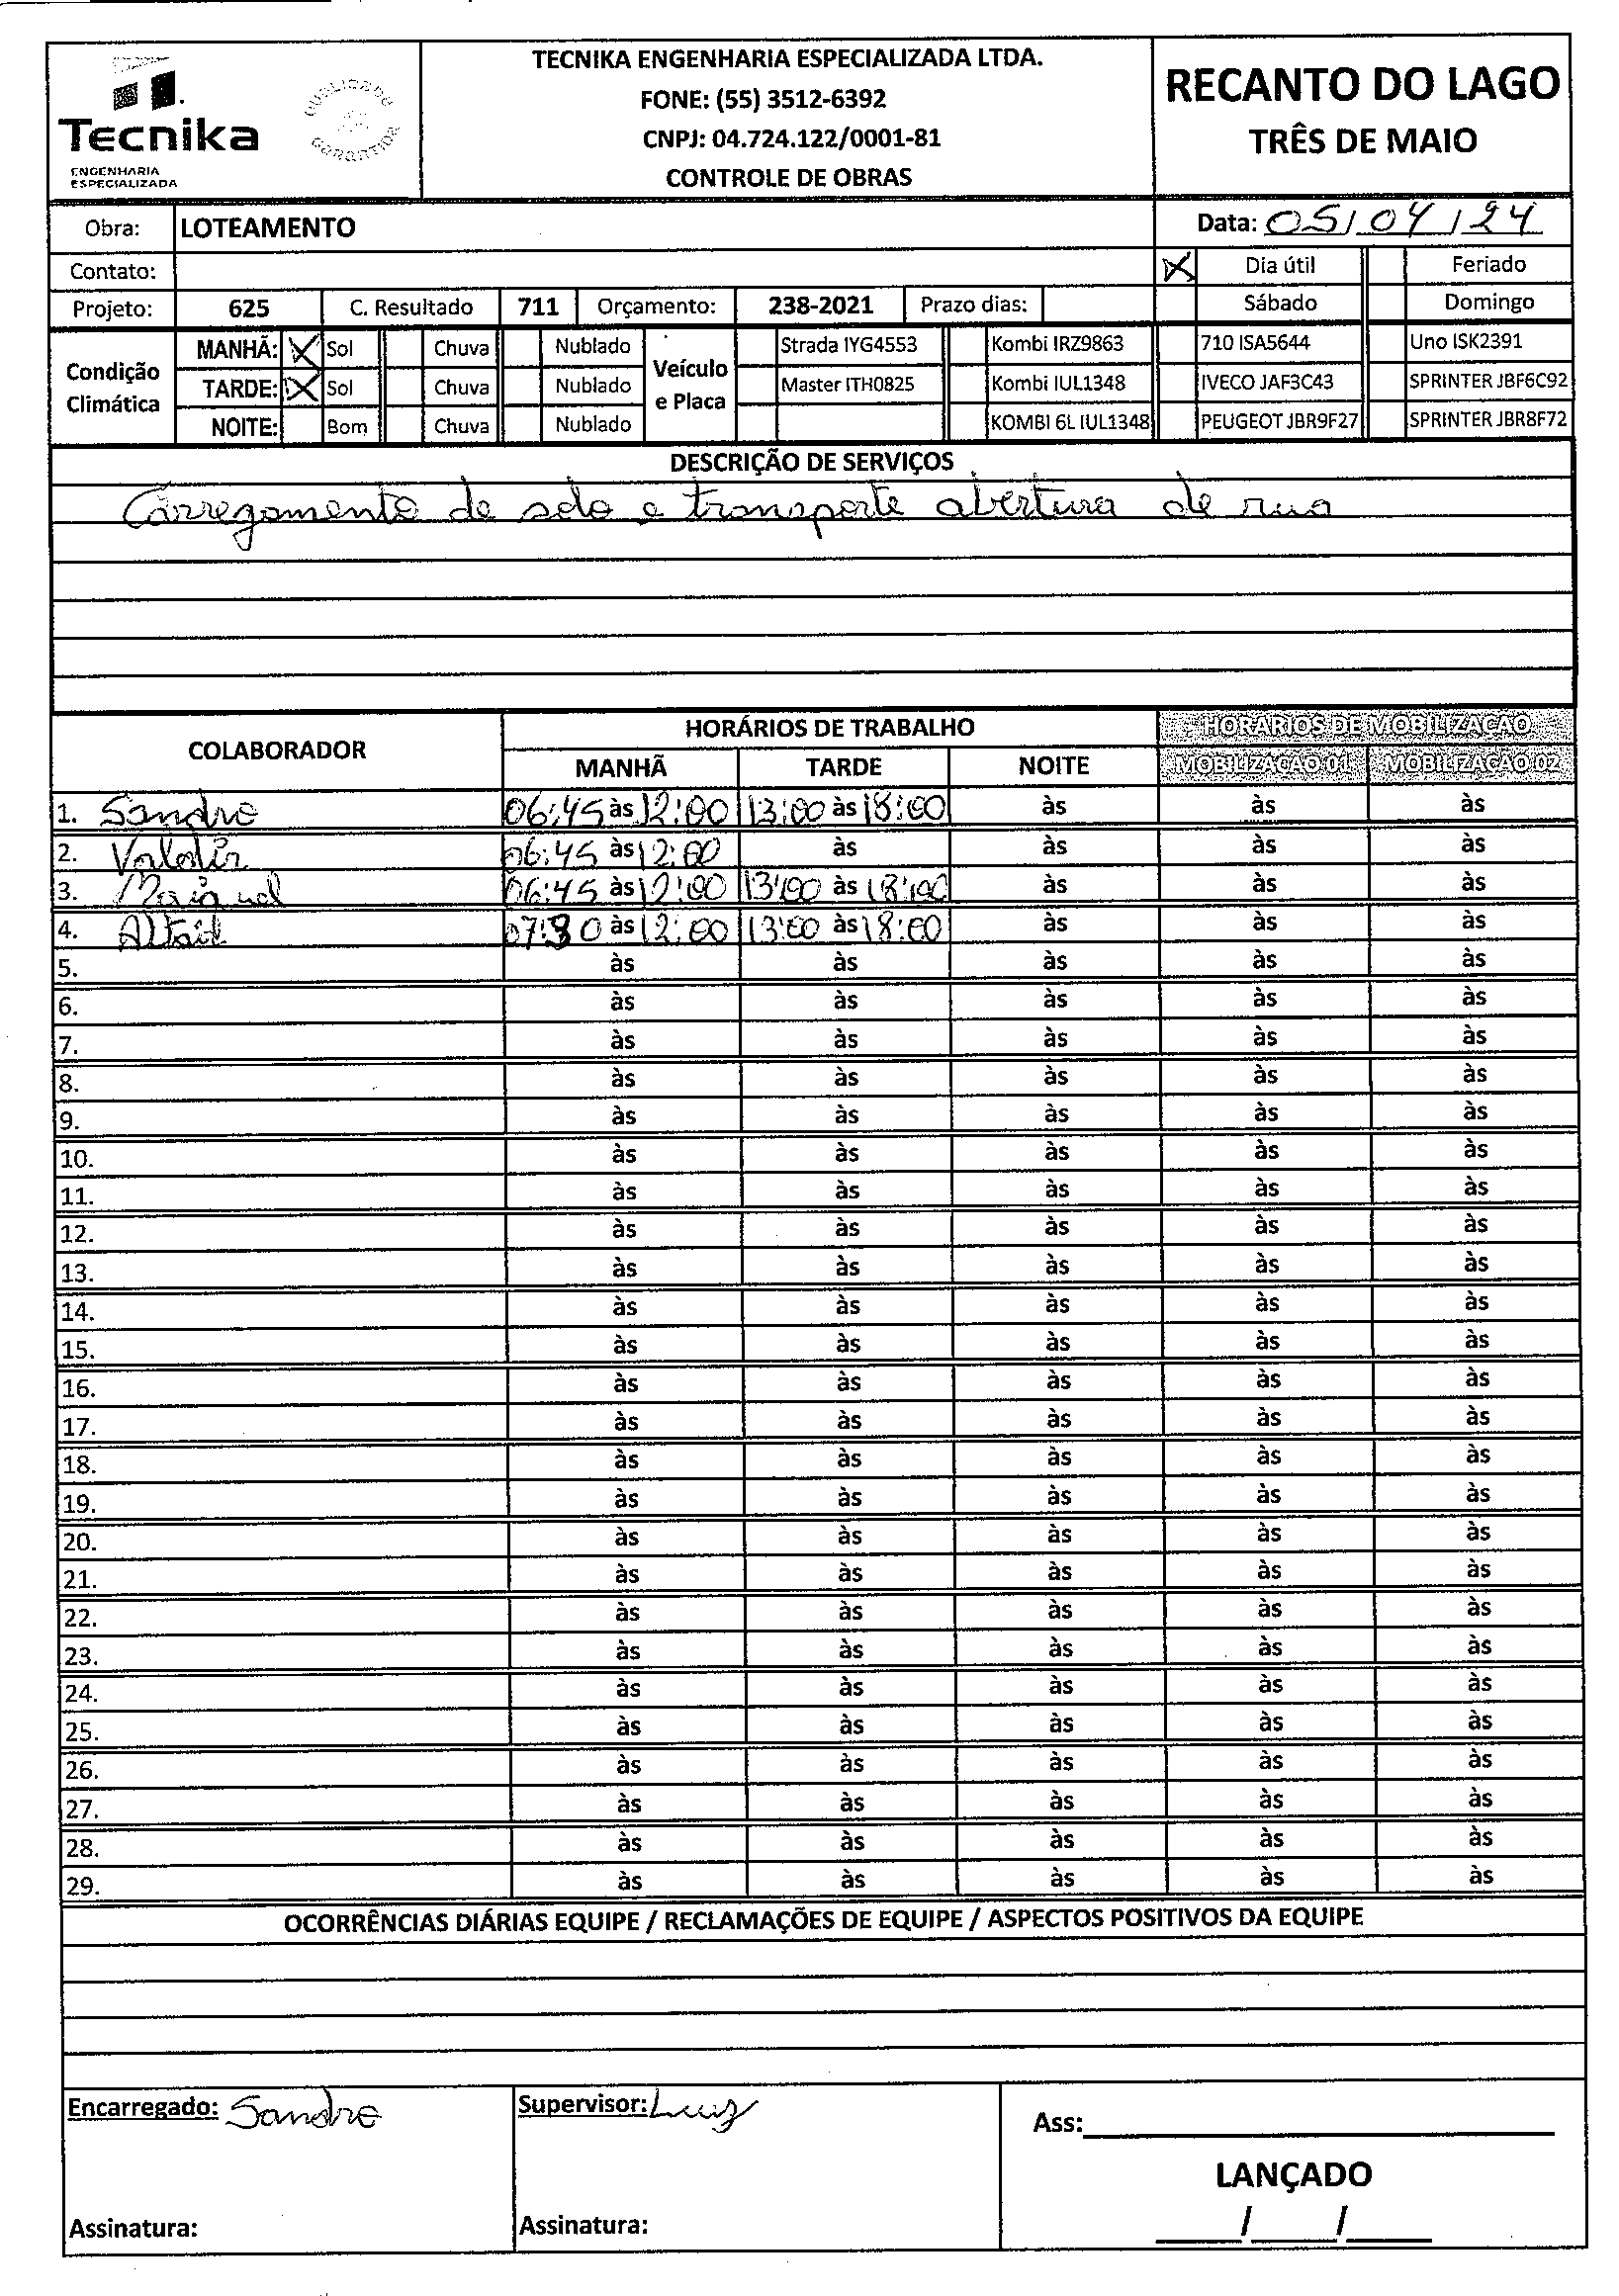 Tecnika
ENGENHARIA
ESPECIALIZADA
QUALIDADE
GARANTIDA
TECNIKA ENGENHARIA ESPECIALIZADA LTDA.
FONE: (55) 3512-6392
CNPJ: 04.724.122/0001-81
CONTROLE DE OBRAS
RECANTO DO LAGO
TRÊS DE MAIO
Obra: LOTEAMENTO Data: 05/04/24
Contato: X Dia útil Feriado
Projeto: 625 C. Resultado 711 Orçamento: 238-2021 Prazo dias: Sábado Domingo
Condição Climática
MANHÃ: X Sol Chuva Nublado
TARDE: X Sol Chuva Nublado
NOITE: Bom Chuva Nublado
Veículo e Placa
Strada IYG4553 Kombi IRZ9863 710 ISA5644 Uno ISK2391
Master ITH0825 Kombi IUL1348 IVECO JAF3C43 SPRINTER JBF6C92
KOMBI 6L IUL1348 PEUGEOT JBR9F27 SPRINTER JBR8F72
DESCRIÇÃO DE SERVIÇOS
Carregamento de solo e transporte abertura de rua
COLABORADOR HORÁRIOS DE TRABALHO HORÁRIOS DE MOBILIZAÇÃO
MANHÃ TARDE NOITE MOBILIZAÇÃO 01 MOBILIZAÇÃO 02
1. Sandro 06:45 às 12:00 13:00 às 18:00 às às às
2. Valdir 06:45 às 12:00 às às às às
3. 06:45 às 12:00 13:00 às 18:00 às às às
4. 07:30 às 12:00 13:00 às 18:00 às às às
5. às às às às às
6. às às às às às
7. às às às às às
8. às às às às às
9. às às às às às
10. às às às às às
11. às às às às às
12. às às às às às
13. às às às às às
14. às às às às às
15. às às às às às
16. às às às às às
17. às às às às às
18. às às às às às
19. às às às às às
20. às às às às às
21. às às às às às
22. às às às às às
23. às às às às às
24. às às às às às
25. às às às às às
26. às às às às às
27. às às às às às
28. às às às às às
29. às às às às às
OCORRÊNCIAS DIÁRIAS EQUIPE / RECLAMAÇÕES DE EQUIPE / ASPECTOS POSITIVOS DA EQUIPE
Encarregado: Sandro Supervisor: Luiz Ass:
LANÇADO
Assinatura: Assinatura: / /